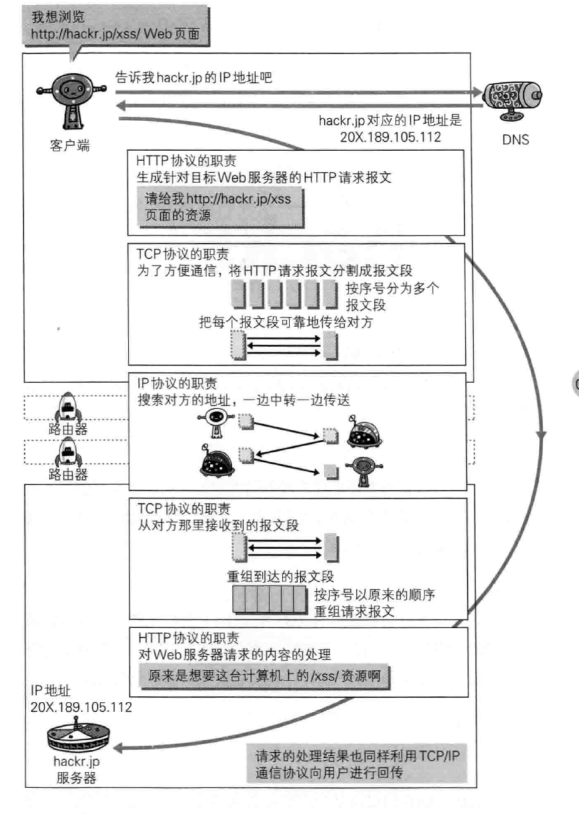 我想浏览
http://hackr.jp/xss/ Web页面
告诉我hackr.jp的IP地址吧
hackr.jp对应的IP地址是
20X.189.105.112
客户端
DNS
HTTP协议的职责
生成针对目标Web服务器的HTTP请求报文
请给我http://hackr.jp/xss
页面的资源
TCP协议的职责
为了方便通信，将HTTP请求报文分割成报文段
按序号分为多个
报文段
把每个报文段可靠地传给对方
IP协议的职责
搜索对方的地址，一边中转一边传送
路由器
路由器
TCP协议的职责
从对方那里接收到的报文段
重组到达的报文段
按序号以原来的顺序
重组请求报文
HTTP协议的职责
对Web服务器请求的内容的处理
原来是想要这台计算机上的/xss/资源啊
IP地址
20X.189.105.112
hackr.jp
服务器
请求的处理结果也同样利用TCP/IP
通信协议向用户进行回传